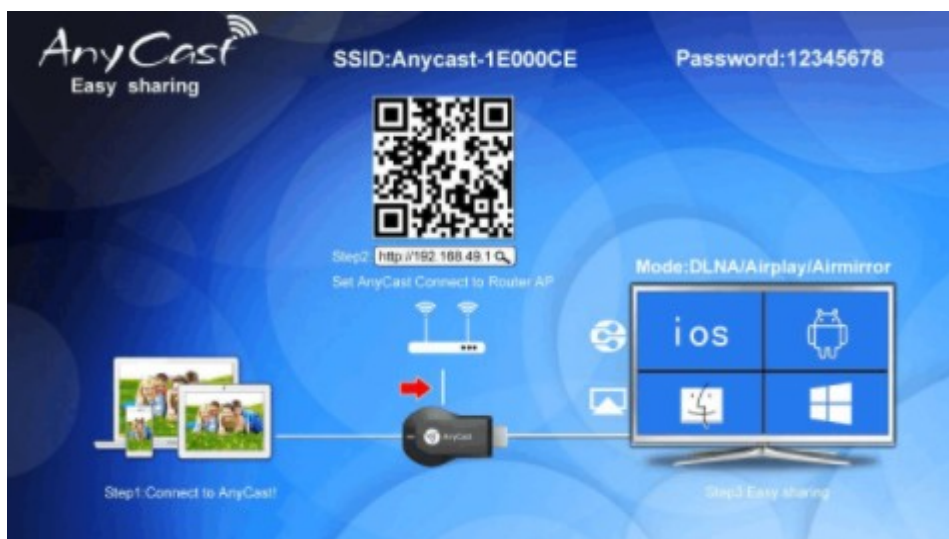 AnyCast
Easy sharing
SSID:Anycast-1E000CE
Password:12345678
Step2: http://192.168.49.1
Set AnyCast Connect to Router AP
Mode:DLNA/Airplay/Airmirror
ios
AnyCast
Step1:Connect to AnyCast!
Step3 Easy sharing